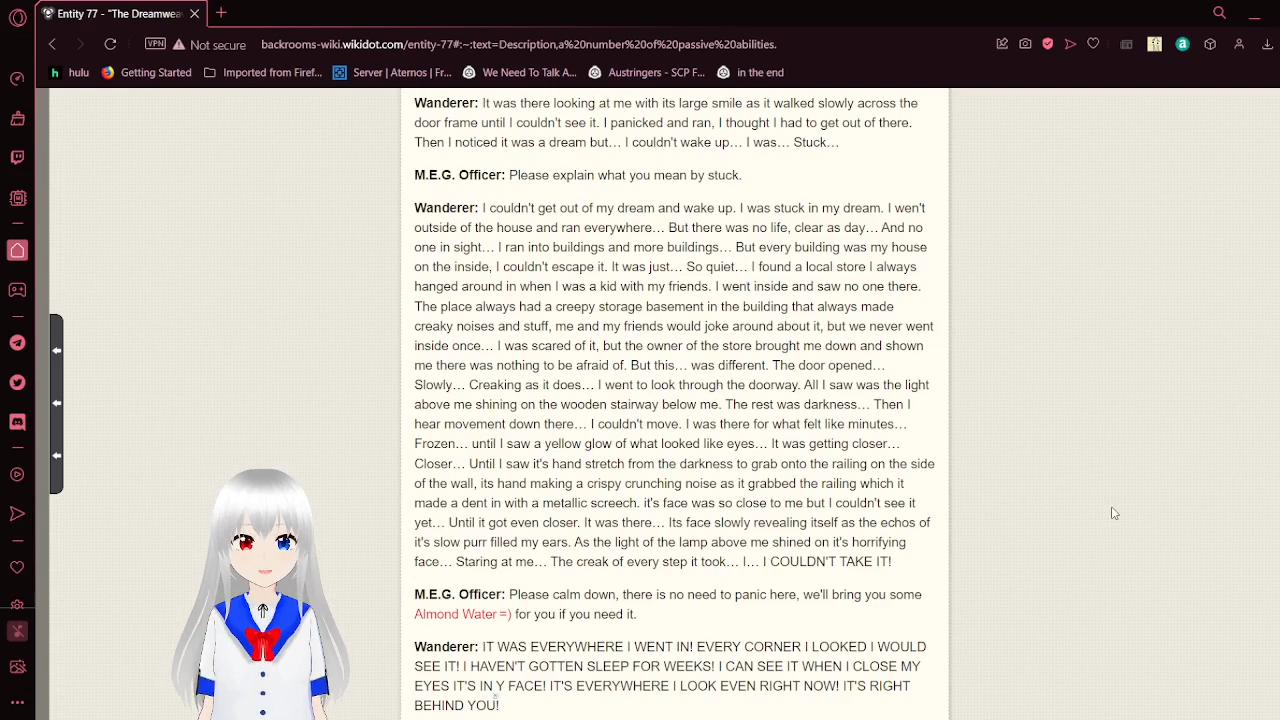 Entity 77 - "The Dreamwea
VPN
Not secure
backrooms-wiki.wikidot.com/entity-77#:~:text=Description,a%20number%20of%20passive%20abilities.
hulu
Getting Started
Imported from Firef...
Server | Aternos | Fr...
We Need To Talk A...
Austringers - SCP F...
in the end
Wanderer: It was there looking at me with its large smile as it walked slowly across the
door frame until I couldn't see it. I panicked and ran, I thought I had to get out of there.
Then I noticed it was a dream but… I couldn't wake up… I was… Stuck…
M.E.G. Officer: Please explain what you mean by stuck.
Wanderer: I couldn't get out of my dream and wake up. I was stuck in my dream. I wen't
outside of the house and ran everywhere… But there was no life, clear as day… And no
one in sight… I ran into buildings and more buildings… But every building was my house
on the inside, I couldn't escape it. It was just… So quiet… I found a local store I always
hanged around in when I was a kid with my friends. I went inside and saw no one there.
The place always had a creepy storage basement in the building that always made
creaky noises and stuff, me and my friends would joke around about it, but we never went
inside once… I was scared of it, but the owner of the store brought me down and shown
me there was nothing to be afraid of. But this… was different. The door opened…
Slowly… Creaking as it does… I went to look through the doorway. All I saw was the light
above me shining on the wooden stairway below me. The rest was darkness… Then I
hear movement down there… I couldn't move. I was there for what felt like minutes…
Frozen… until I saw a yellow glow of what looked like eyes… It was getting closer…
Closer… Until I saw it's hand stretch from the darkness to grab onto the railing on the side
of the wall, its hand making a crispy crunching noise as it grabbed the railing which it
made a dent in with a metallic screech. it's face was so close to me but I couldn't see it
yet… Until it got even closer. It was there… Its face slowly revealing itself as the echos of
it's slow purr filled my ears. As the light of the lamp above me shined on it's horrifying
face… Staring at me… The creak of every step it took… I… I COULDN'T TAKE IT!
M.E.G. Officer: Please calm down, there is no need to panic here, we'll bring you some
Almond Water =) for you if you need it.
Wanderer: IT WAS EVERYWHERE I WENT IN! EVERY CORNER I LOOKED I WOULD
SEE IT! I HAVEN'T GOTTEN SLEEP FOR WEEKS! I CAN SEE IT WHEN I CLOSE MY
EYES IT'S IN Y FACE! IT'S EVERYWHERE I LOOK EVEN RIGHT NOW! IT'S RIGHT
BEHIND YOU!